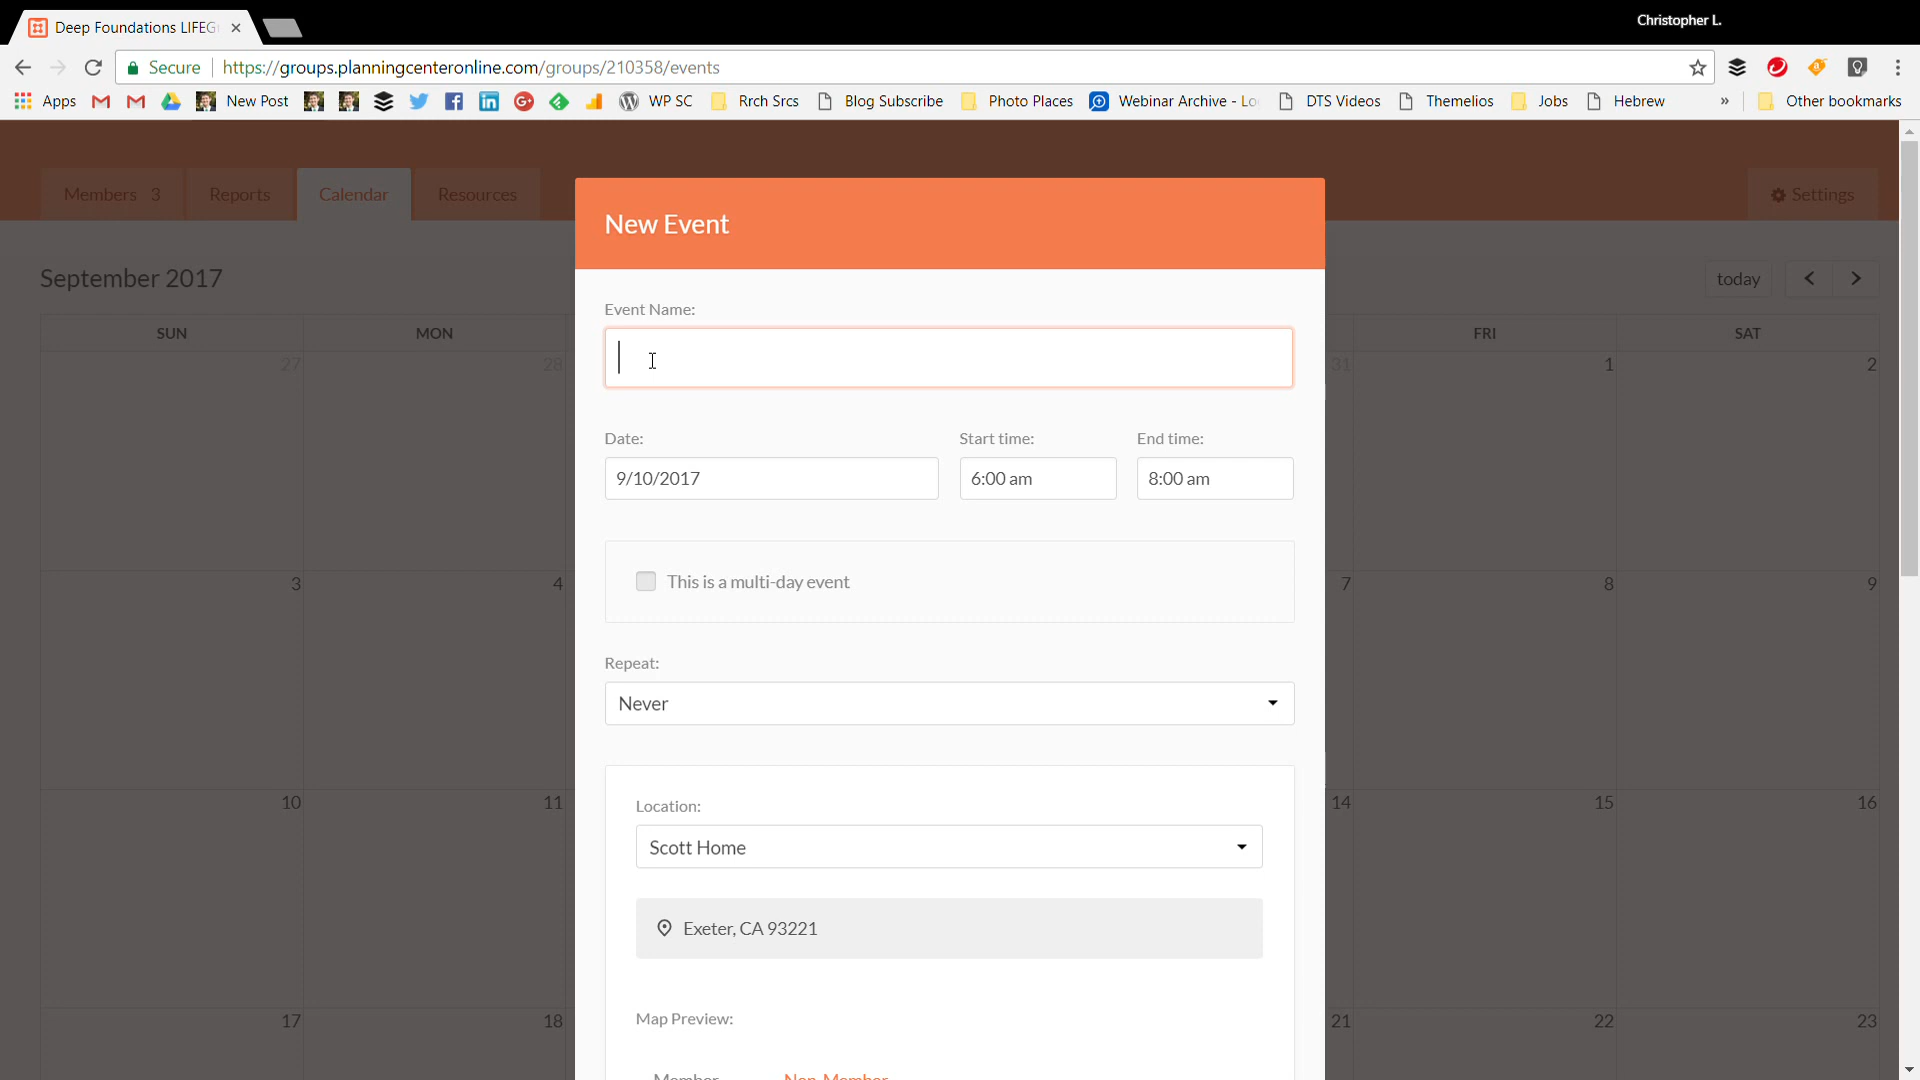 Christopher L.
Deep Foundations LIFEG
Secure https://groups.planningcenteronline.com/groups/210358/events
Apps New Post WP SC Rrch Srcs Blog Subscribe Photo Places Webinar Archive - Lo DTS Videos Themelios Jobs Hebrew » Other bookmarks
Members 3 Reports Calendar Resources Settings
New Event
September 2017 today
SUN MON FRI SAT
Event Name:
27 28 31 1 2
Date: Start time: End time:
9/10/2017 6:00 am 8:00 am
This is a multi-day event
3 4 7 8 9
Repeat:
Never
10 11 14 15 16
Location:
Scott Home
Exeter, CA 93221
Map Preview:
17 18 21 22 23
Member Non-Member